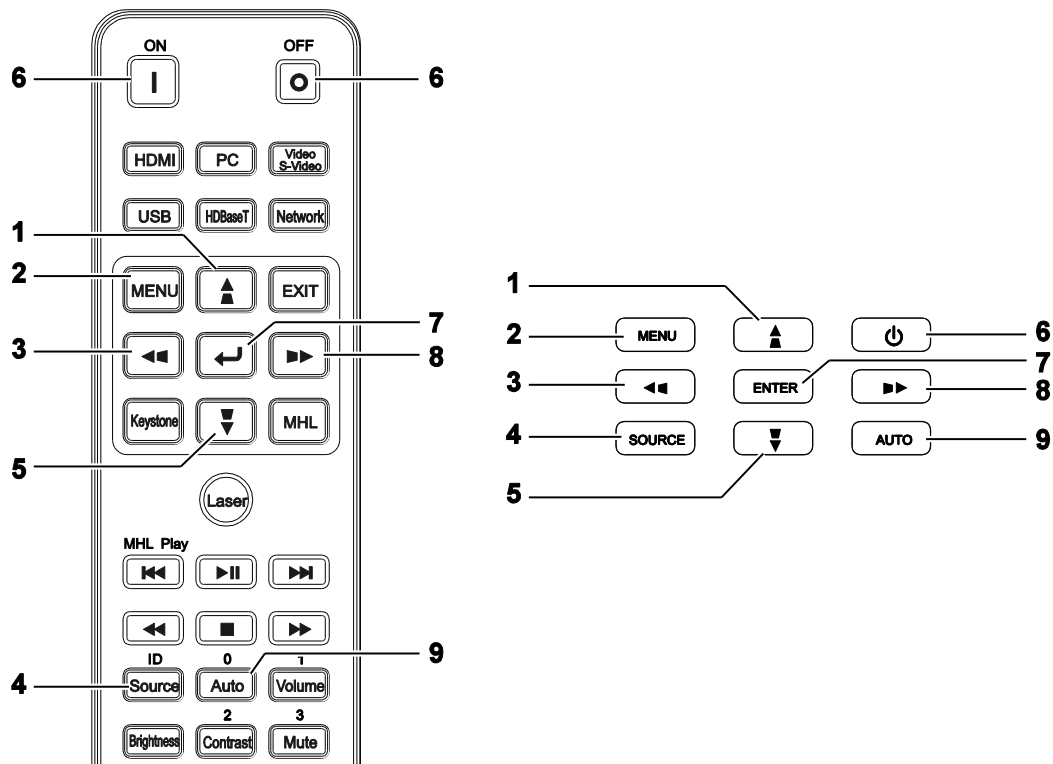 ON OFF
6 6
HDMI PC Video
S-Video
USB HDBaseT Network
1
2 MENU EXIT
3 7
8
Keystone MHL
5
Laser
MHL Play
ID 0 1
9
4 Source Auto Volume
2 3
Brightness Contrast Mute
1
2 MENU 6
7
3 ENTER 8
4 SOURCE AUTO 9
5